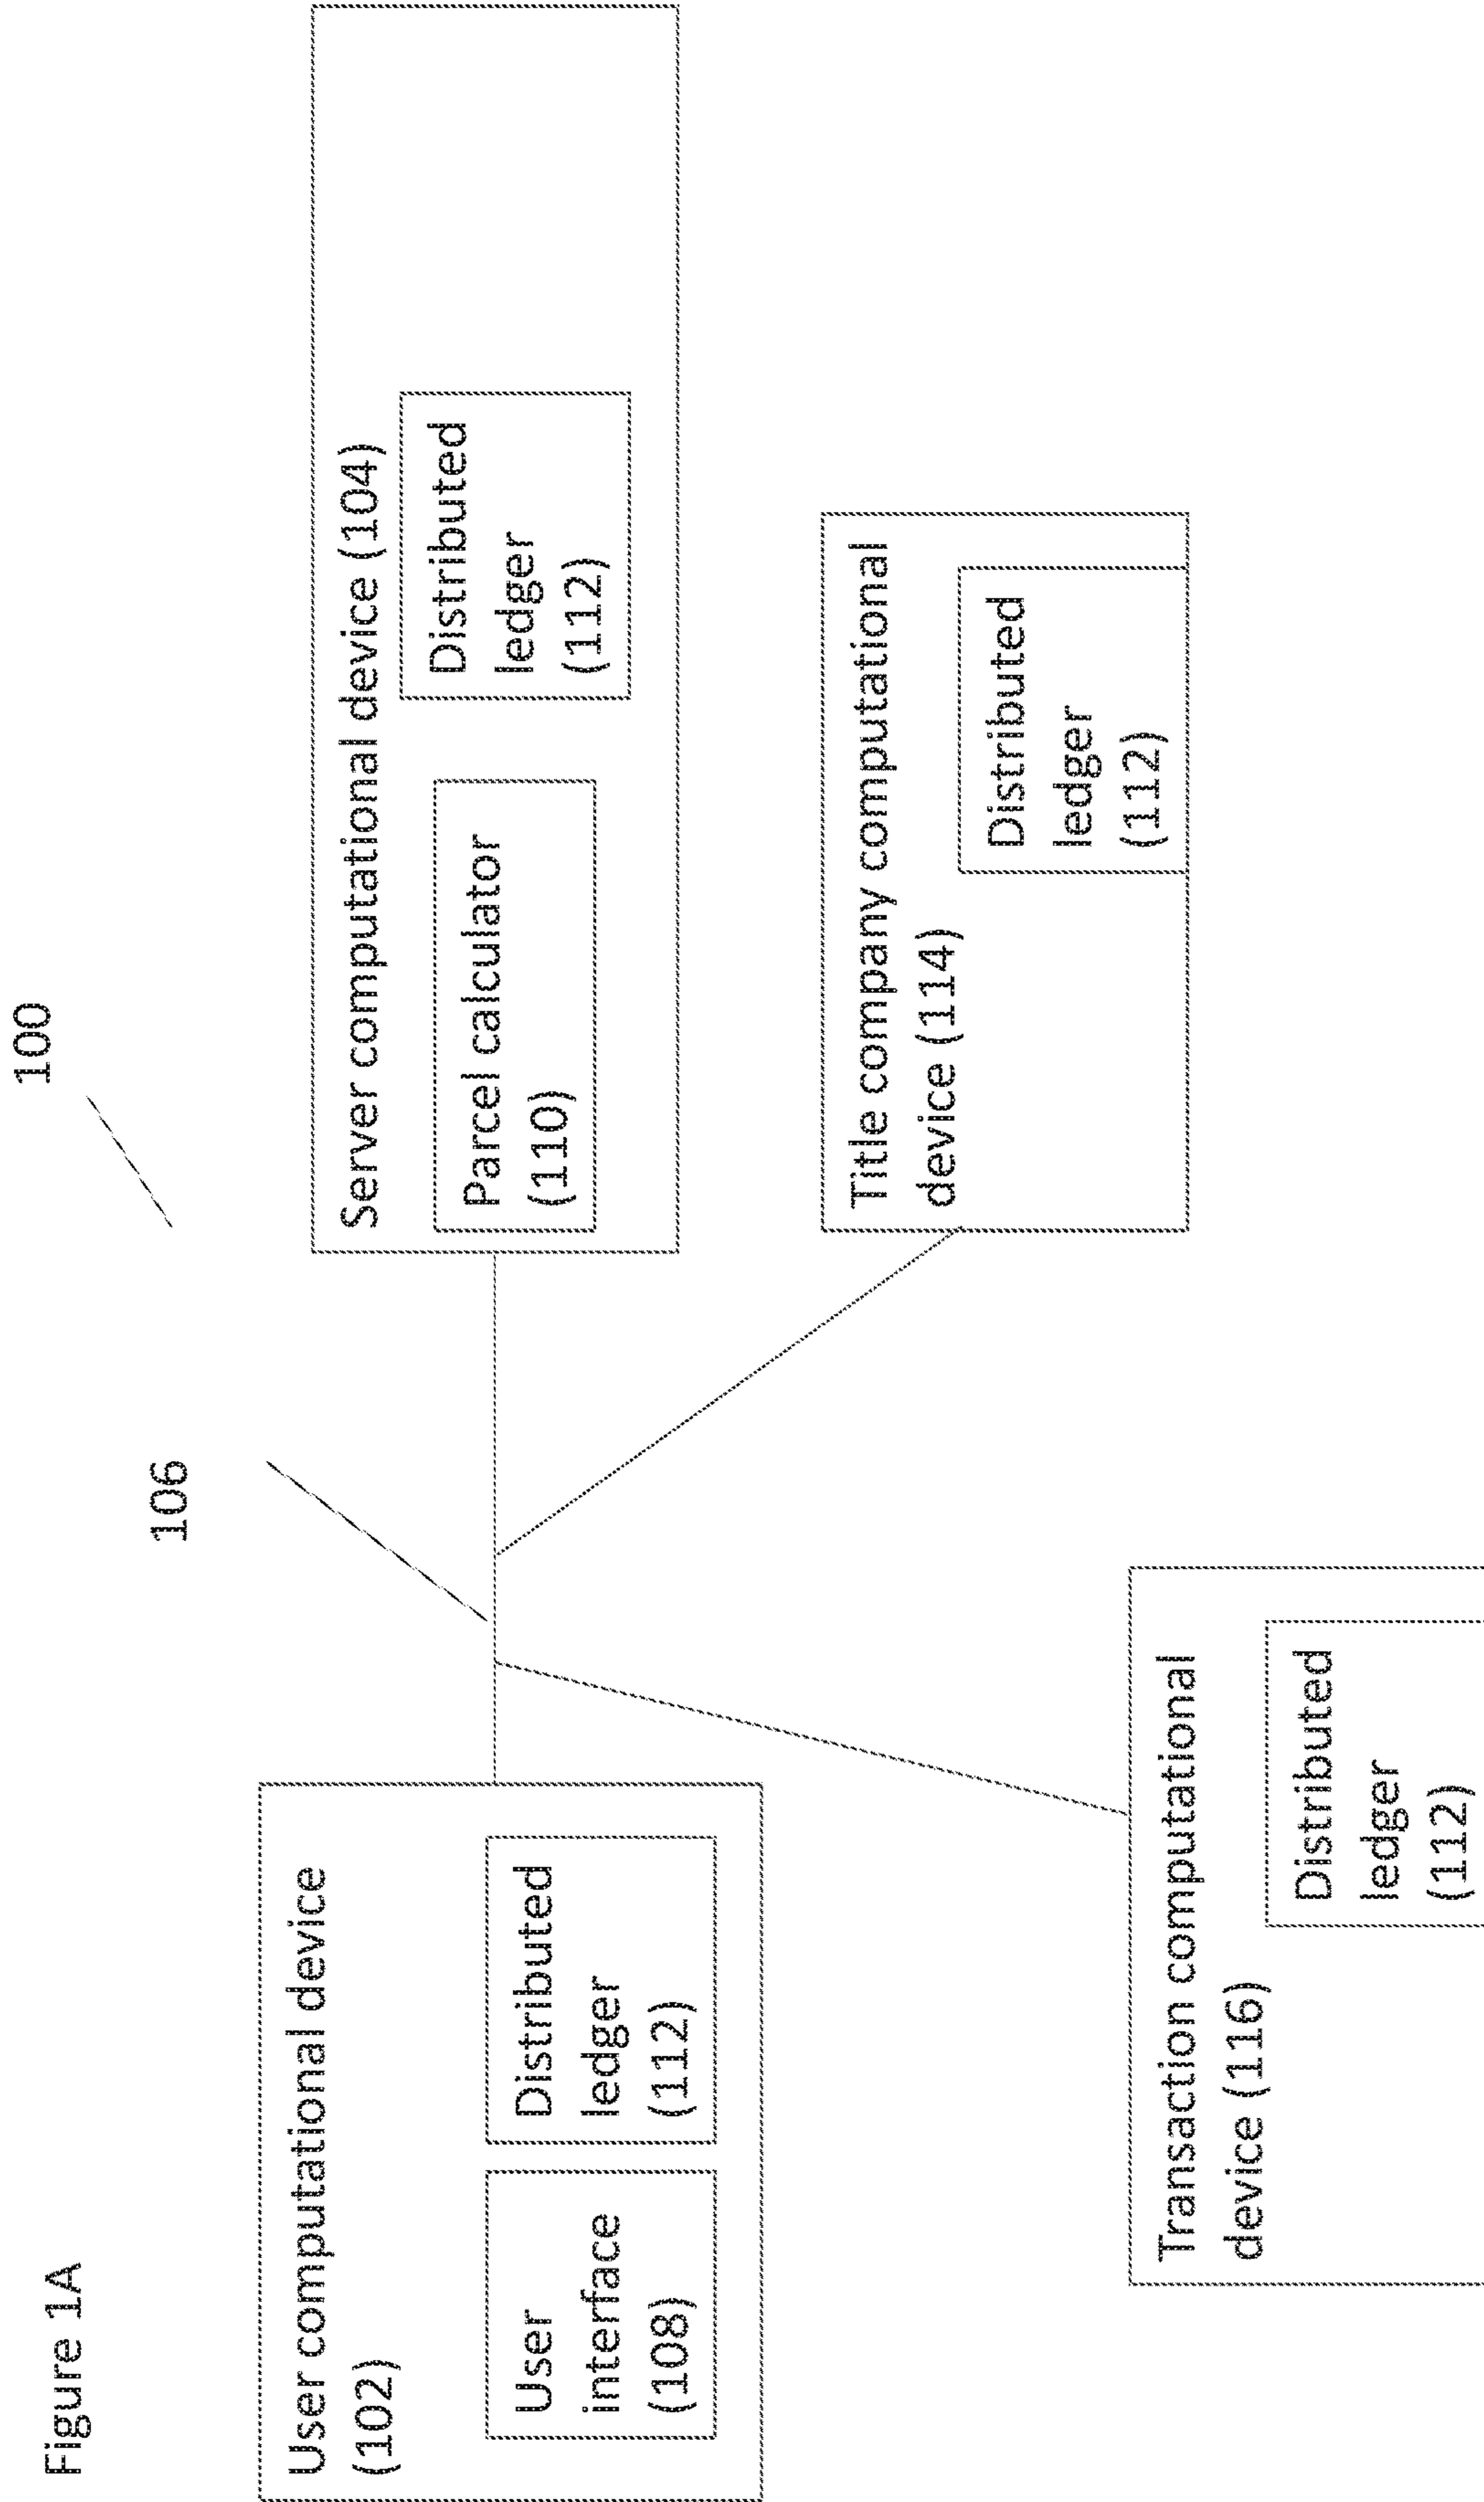 Figure 1A
100
106
User computational device
(102)
User
interface
(108)
Distributed
ledger
(112)
Server computational device (104)
Parcel calculator
(110)
Distributed
ledger
(112)
Title company computational
device (114)
Distributed
ledger
(112)
Transaction computational
device (116)
Distributed
ledger
(112)